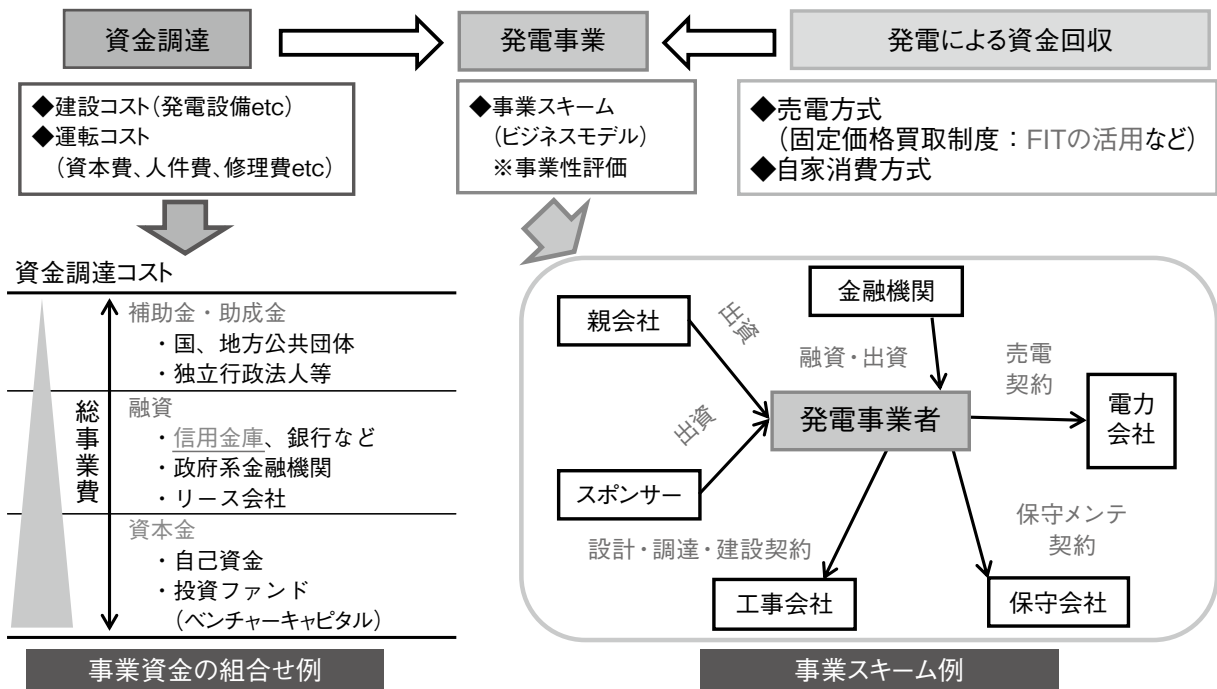 資金調達
発電事業
発電による資金回収
◆建設コスト（発電設備etc）
◆運転コスト
（資本費、人件費、修理費etc）
◆事業スキーム
（ビジネスモデル）
※事業性評価
◆売電方式
（固定価格買取制度：FITの活用など）
◆自家消費方式
資金調達コスト
総事業費
補助金・助成金
・国、地方公共団体
・独立行政法人等
融資
・信用金庫、銀行など
・政府系金融機関
・リース会社
資本金
・自己資金
・投資ファンド
（ベンチャーキャピタル）
事業資金の組合せ例
親会社
出資
金融機関
融資・出資
売電
契約
発電事業者
電力
会社
出資
スポンサー
設計・調達・建設契約
保守メンテ
契約
工事会社
保守会社
事業スキーム例